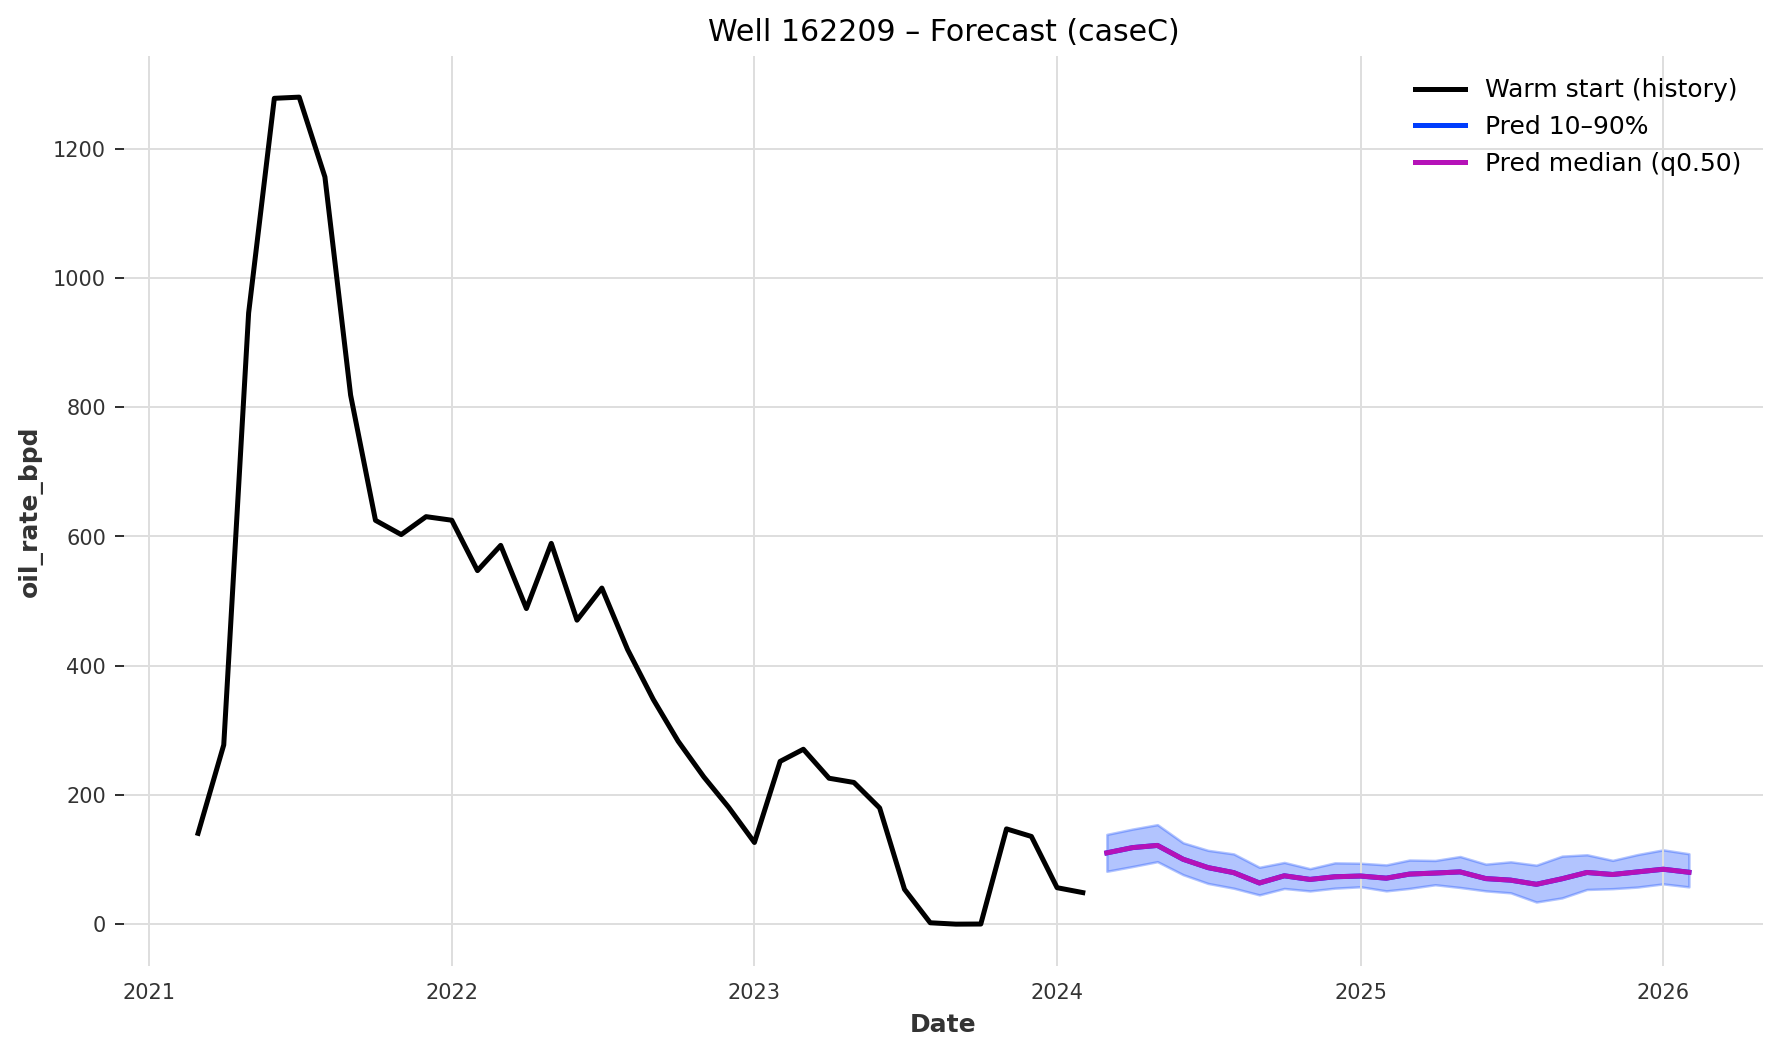 Well 162209 – Forecast (caseC)
Warm start (history)
Pred 10–90%
Pred median (q0.50)
oil_rate_bpd
1200
1000
800
600
400
200
0
2021 2022 2023 2024 2025 2026
Date